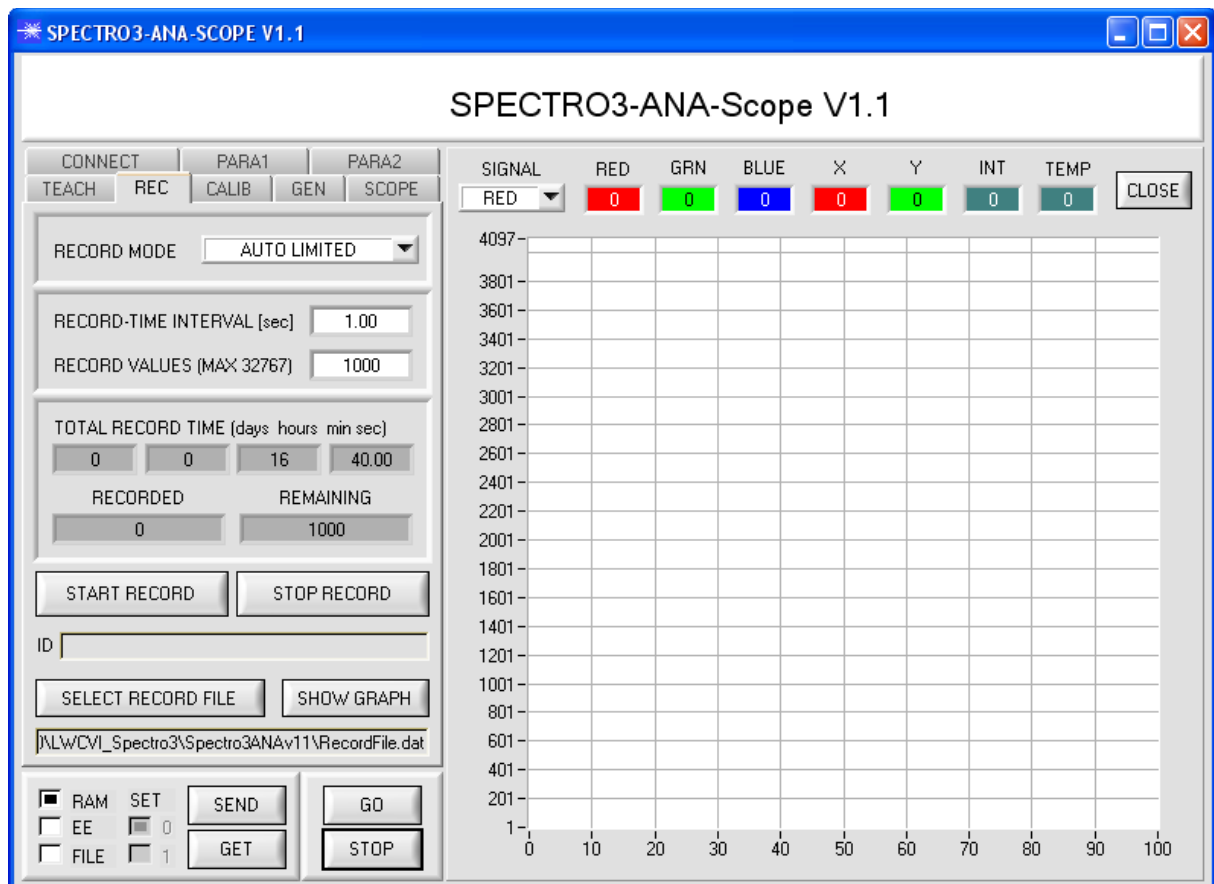 SPECTRO3-ANA-SCOPE V1.1
SPECTRO3-ANA-Scope V1.1
CONNECT PARA1 PARA2
TEACH REC CALIB GEN SCOPE
RECORD MODE AUTO LIMITED
RECORD-TIME INTERVAL [sec] 1.00
RECORD VALUES (MAX 32767) 1000
TOTAL RECORD TIME (days hours min sec)
0 0 16 40.00
RECORDED REMAINING
0 1000
START RECORD STOP RECORD
ID
SELECT RECORD FILE SHOW GRAPH
)\LWCVI_Spectro3\Spectro3ANAv11\RecordFile.dat
RAM SET SEND GO
EE 0
FILE 1 GET STOP
SIGNAL RED GRN BLUE X Y INT TEMP
RED 0 0 0 0 0 0 0 CLOSE
4097
3801
3601
3401
3201
3001
2801
2601
2401
2201
2001
1801
1601
1401
1201
1001
801
601
401
201
1
0 10 20 30 40 50 60 70 80 90 100